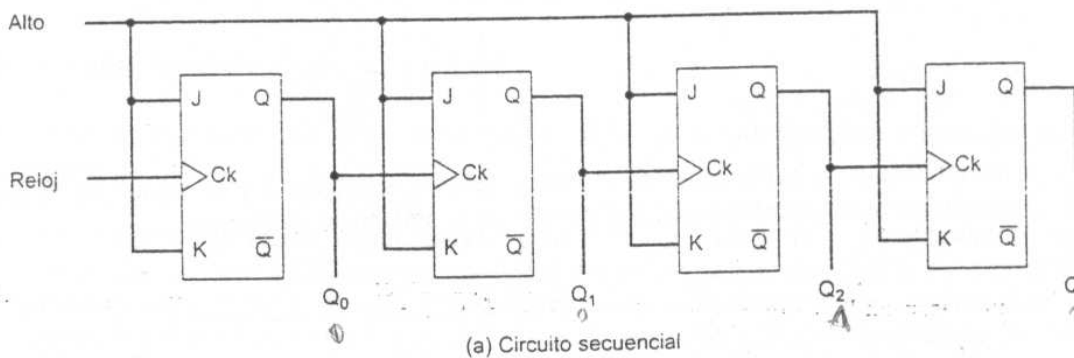 Alto
J Q J Q J Q J Q
Reloj Ck Ck Ck Ck
K Q̅ K Q̅ K Q̅ K Q̅
Q₀ Q₁ Q₂ Q
(a) Circuito secuencial